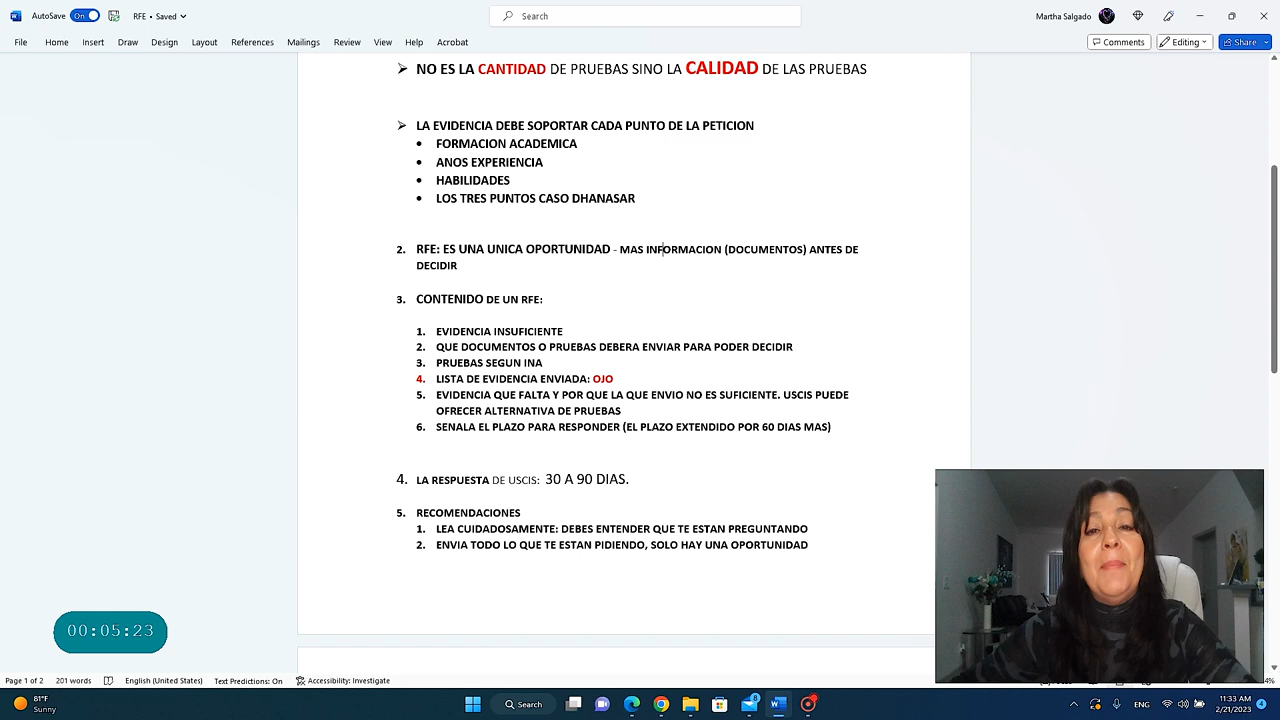 AutoSave On RFE • Saved Search Martha Salgado
File Home Insert Draw Design Layout References Mailings Review View Help Acrobat Comments Editing Share
NO ES LA CANTIDAD DE PRUEBAS SINO LA CALIDAD DE LAS PRUEBAS
LA EVIDENCIA DEBE SOPORTAR CADA PUNTO DE LA PETICION
• FORMACION ACADEMICA
• ANOS EXPERIENCIA
• HABILIDADES
• LOS TRES PUNTOS CASO DHANASAR
2. RFE: ES UNA UNICA OPORTUNIDAD - MAS INFORMACION (DOCUMENTOS) ANTES DE
DECIDIR
3. CONTENIDO DE UN RFE:
1. EVIDENCIA INSUFICIENTE
2. QUE DOCUMENTOS O PRUEBAS DEBERA ENVIAR PARA PODER DECIDIR
3. PRUEBAS SEGUN INA
4. LISTA DE EVIDENCIA ENVIADA: OJO
5. EVIDENCIA QUE FALTA Y POR QUE LA QUE ENVIO NO ES SUFICIENTE. USCIS PUEDE
OFRECER ALTERNATIVA DE PRUEBAS
6. SENALA EL PLAZO PARA RESPONDER (EL PLAZO EXTENDIDO POR 60 DIAS MAS)
4. LA RESPUESTA DE USCIS: 30 A 90 DIAS.
5. RECOMENDACIONES
1. LEA CUIDADOSAMENTE: DEBES ENTENDER QUE TE ESTAN PREGUNTANDO
2. ENVIA TODO LO QUE TE ESTAN PIDIENDO, SOLO HAY UNA OPORTUNIDAD
00:05:23
Page 1 of 2 201 words English (United States) Text Predictions: On Accessibility: Investigate
81°F
Sunny
Search
8
11:33 AM
2/21/2023